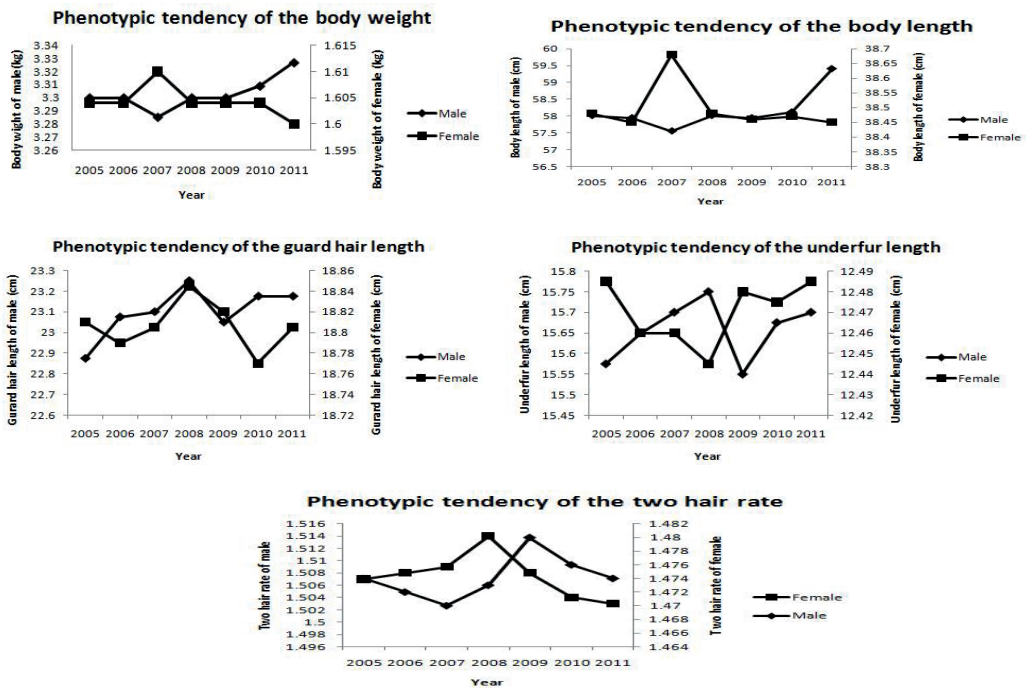 Phenotypic tendency of the body weight
Body wight of male(kg)
3.34
3.33
3.32
3.31
3.3
3.29
3.28
3.27
3.26
1.615
1.61
1.605
1.6
1.595
Body weight of female(kg)
2005 2006 2007 2008 2009 2010 2011
Year
Male
Female
Phenotypic tendency of the body length
Body length of male (cm)
60
59.5
59
58.5
58
57.5
57
56.5
38.7
38.65
38.6
38.55
38.5
38.45
38.4
38.35
38.3
Body length of female (cm)
2005 2006 2007 2008 2009 2010 2011
Year
Male
Female
Phenotypic tendency of the guard hair length
Gurard hair length of male (cm)
23.3
23.2
23.1
23
22.9
22.8
22.7
22.6
18.86
18.84
18.82
18.8
18.78
18.76
18.74
18.72
Guard hair length of female (cm)
2005 2006 2007 2008 2009 2010 2011
Year
Male
Female
Phenotypic tendency of the underfur length
Underfur length of male (cm)
15.8
15.75
15.7
15.65
15.6
15.55
15.5
15.45
12.49
12.48
12.47
12.46
12.45
12.44
12.43
12.42
Underfur length of female (cm)
2005 2006 2007 2008 2009 2010 2011
Year
Male
Female
Phenotypic tendency of the two hair rate
Two hair rate of male
1.516
1.514
1.512
1.51
1.508
1.506
1.504
1.502
1.5
1.498
1.496
1.482
1.48
1.478
1.476
1.474
1.472
1.47
1.468
1.466
1.464
Two hair rate of female
2005 2006 2007 2008 2009 2010 2011
Year
Female
Male